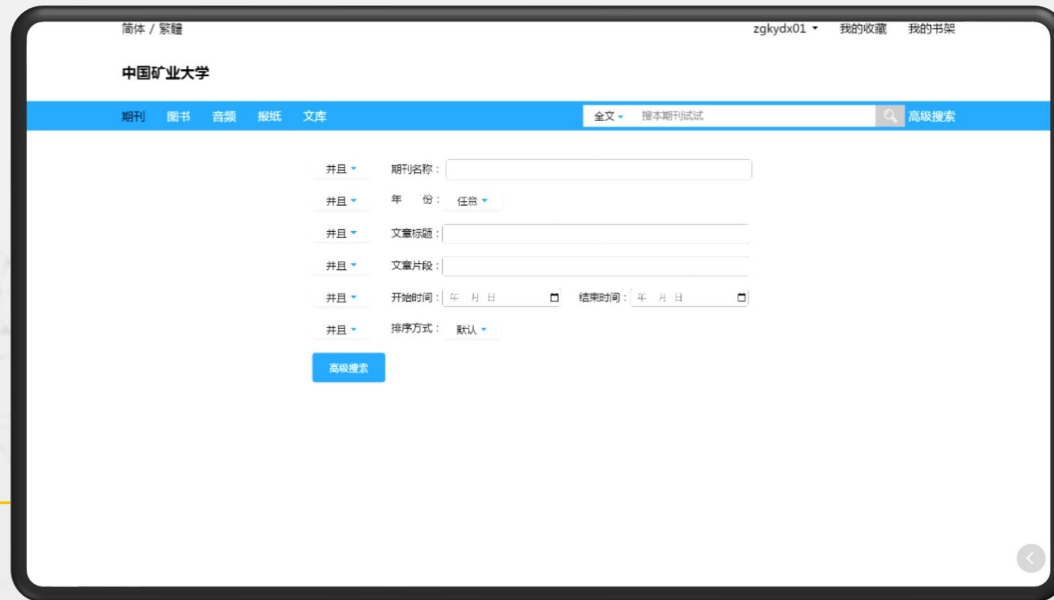 简体 / 繁體
zgkydx01 我的收藏 我的书架
中国矿业大学
期刊 图书 音频 报纸 文库 全文 搜本期刊试试 高级搜索
并且 期刊名称：
并且 年 份： 任意
并且 文章标题：
并且 文章片段：
并且 开始时间： 年 月 日 结束时间： 年 月 日
并且 排序方式： 默认
高级搜索